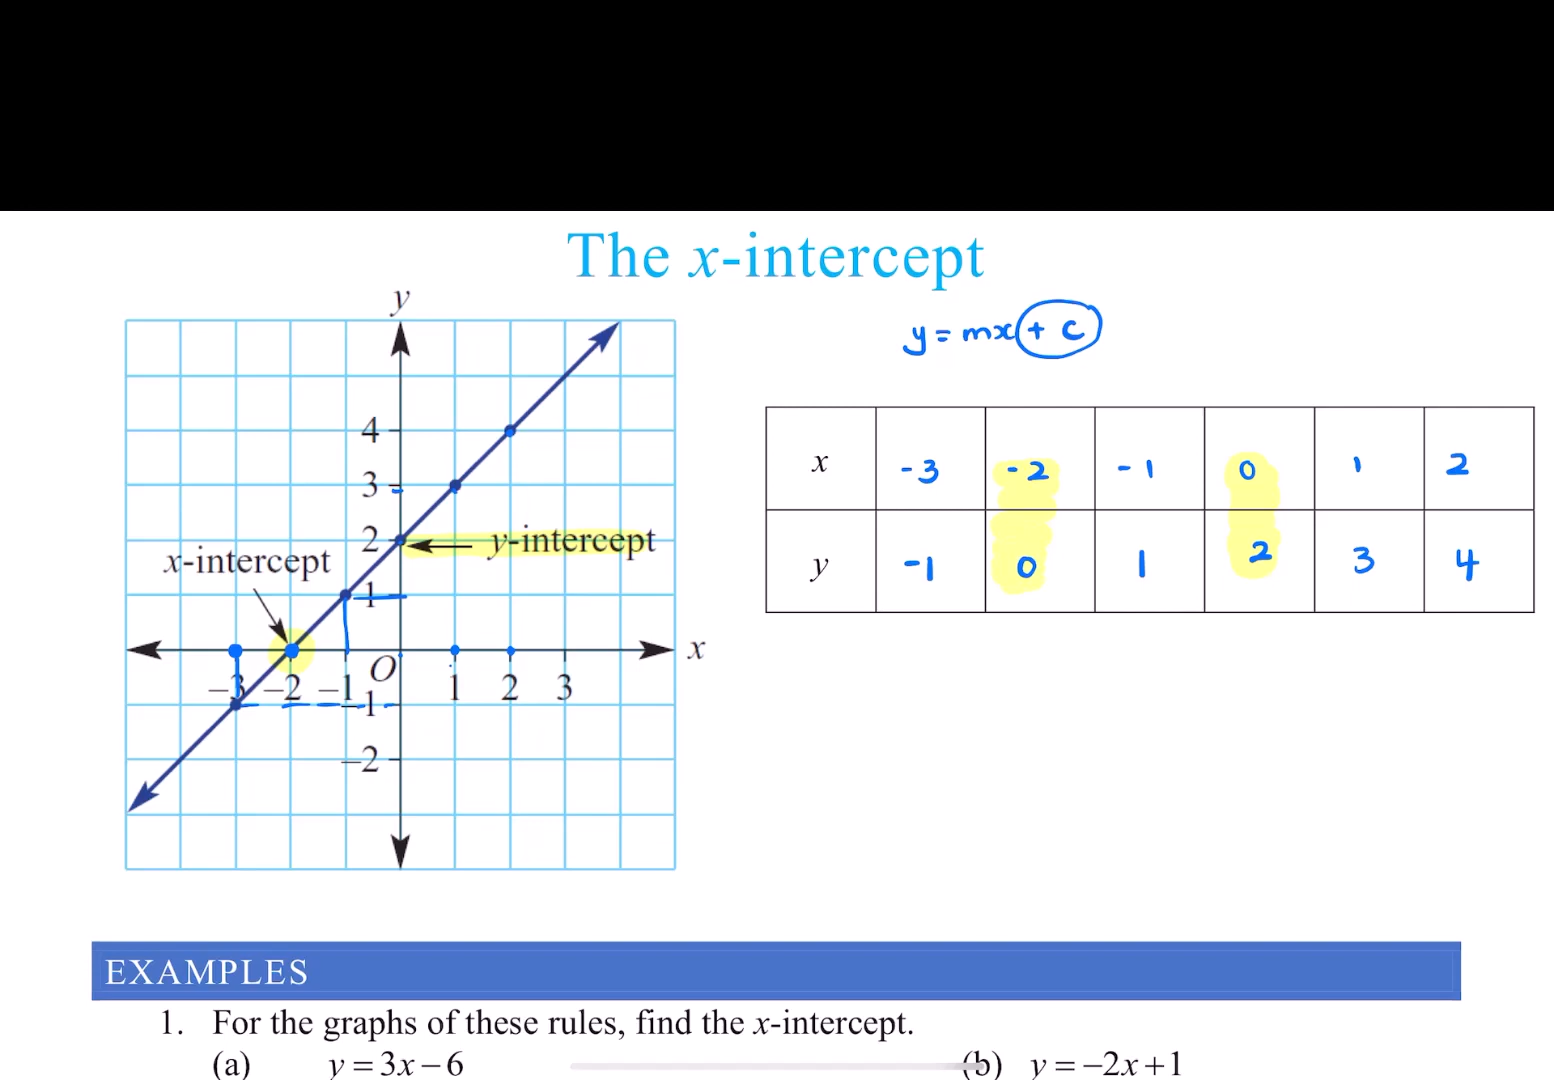 The x-intercept
y
y = mx + c
4
3
2
y-intercept
x-intercept
1
x
O
–3 –2 –1 1 2 3
–1
–2
x -3 -2 -1 0 1 2
y -1 0 1 2 3 4
EXAMPLES
1. For the graphs of these rules, find the x-intercept.
(a) y = 3x – 6 (b) y = –2x + 1